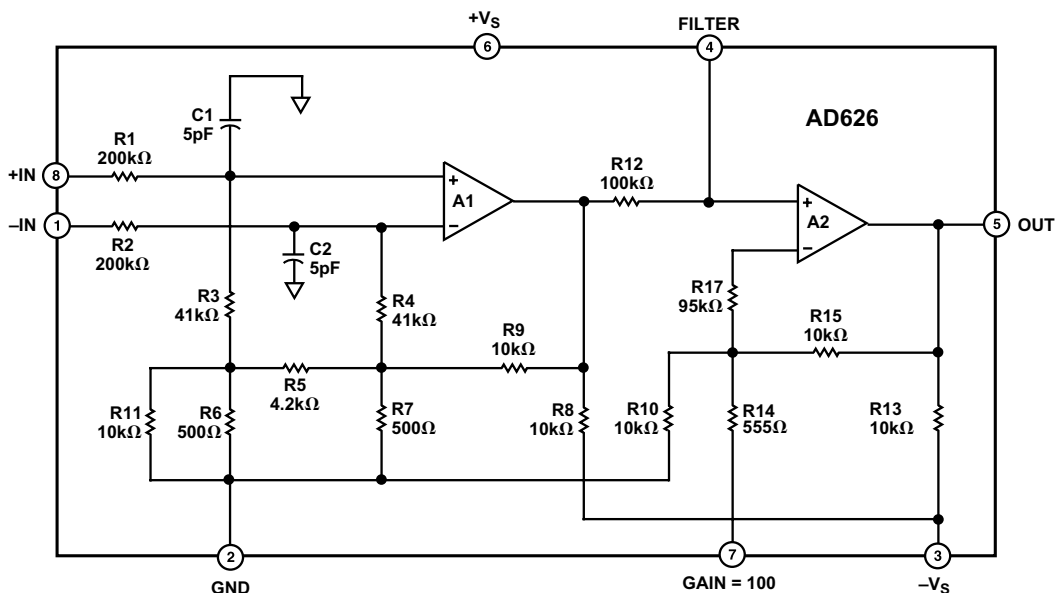 +VS
6
FILTER
4
C1
5pF
AD626
R1
200kΩ
R12
100kΩ
+IN
8
+
A1
–
+
A2
–
–IN
1
5
OUT
R2
200kΩ
C2
5pF
R17
95kΩ
R3
41kΩ
R4
41kΩ
R9
10kΩ
R15
10kΩ
R5
4.2kΩ
R11
10kΩ
R6
500Ω
R7
500Ω
R8
10kΩ
R10
10kΩ
R14
555Ω
R13
10kΩ
2
GND
7
GAIN = 100
3
–VS